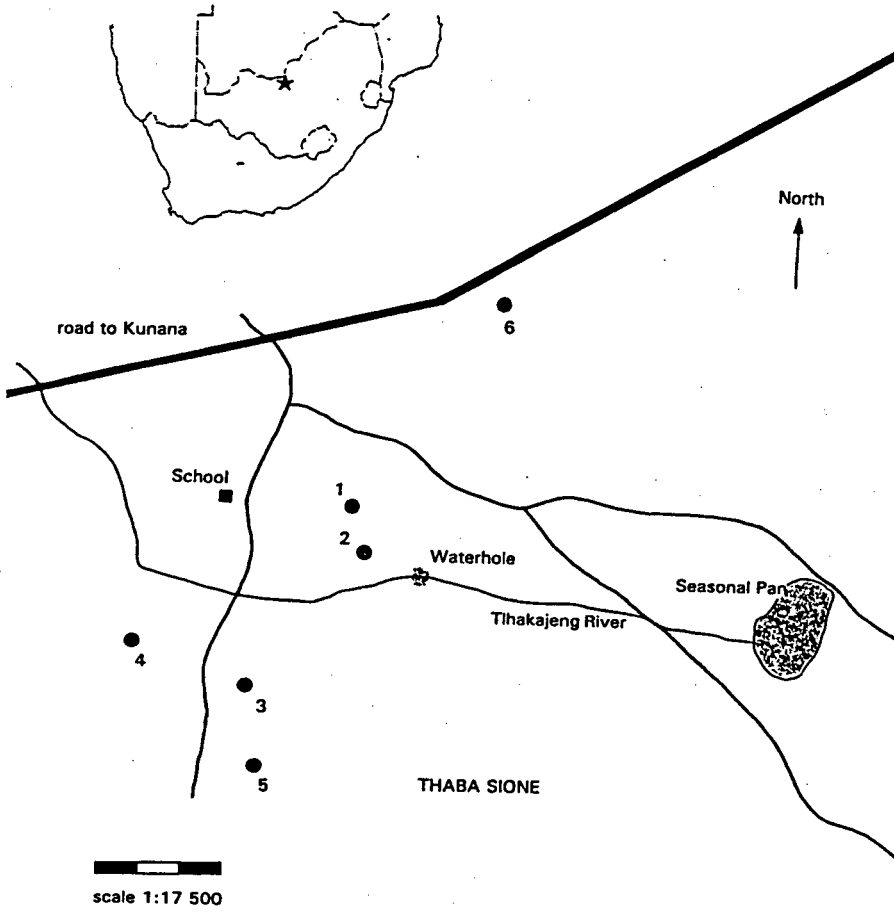 North
6
road to Kunana
School
1
2
Waterhole
Seasonal Pan
Tlhakajeng River
4
3
5
THABA SIONE
scale 1:17 500